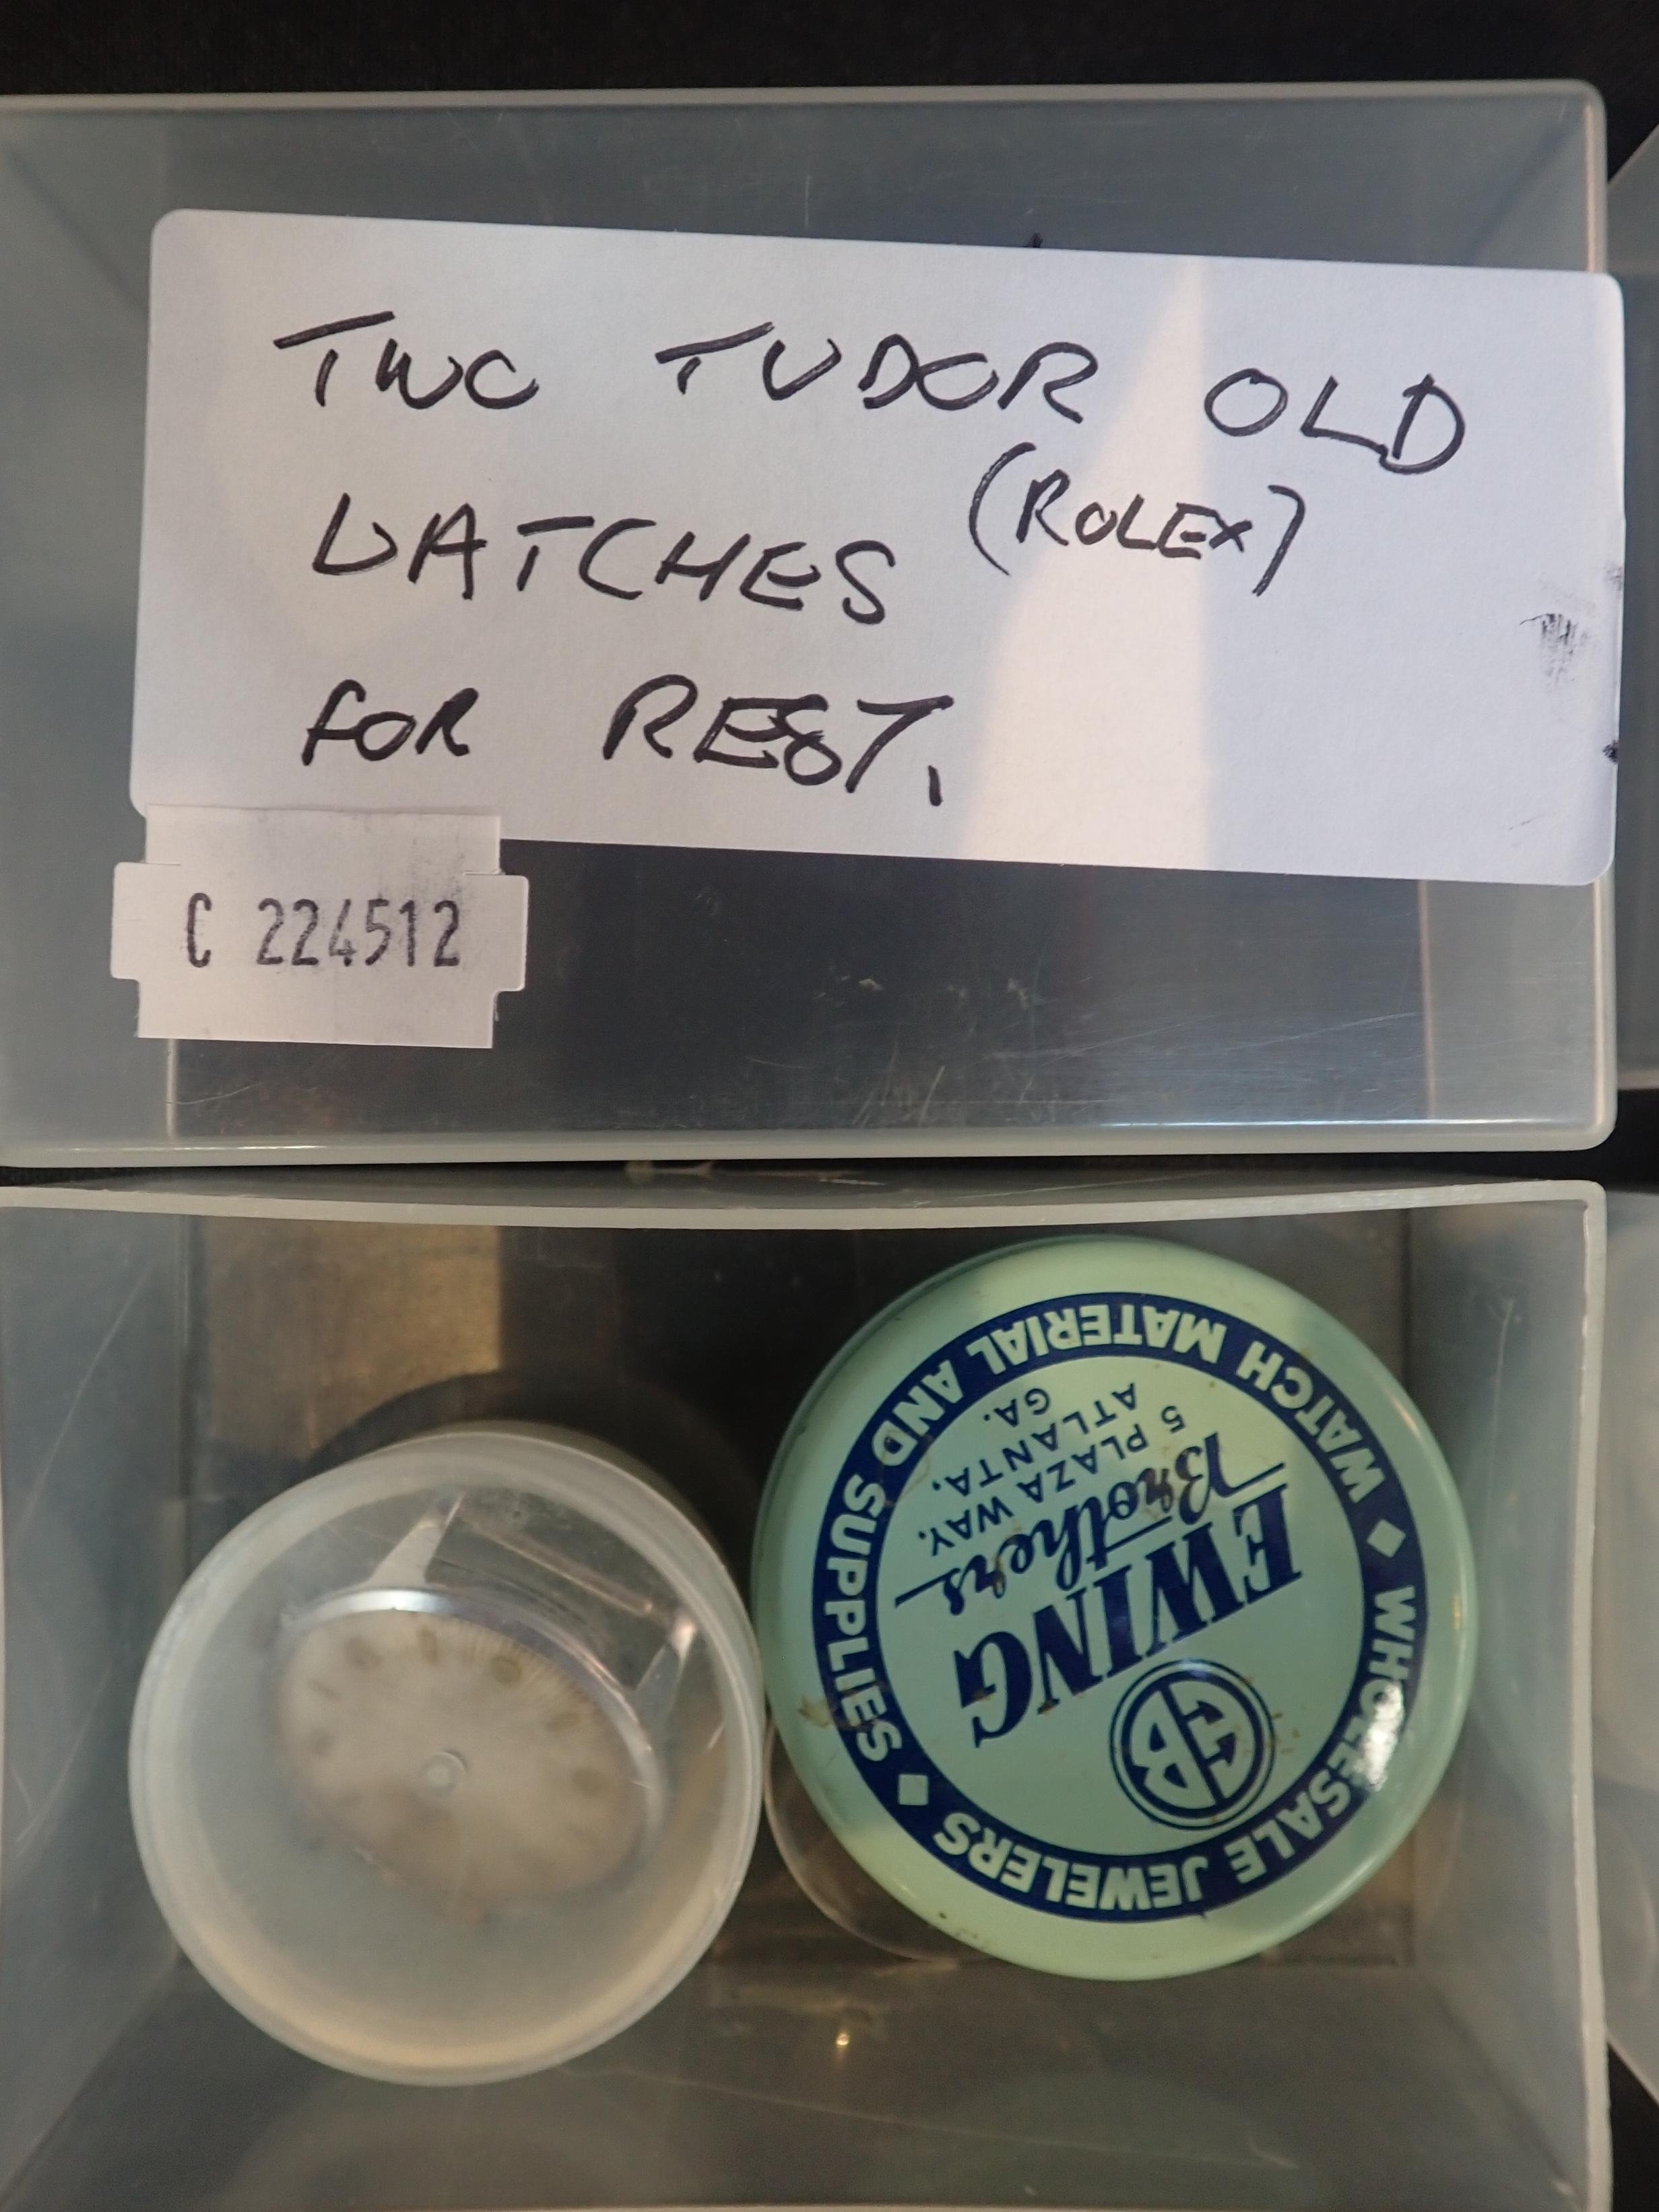 TWO TUDOR OLD
WATCHES (ROLEX)
FOR REST.
C 224512
WATCH MATERIAL AND SUPPLIES
WHOLESALE JEWELERS
EB
EWING
Brothers
5 PLAZA WAY,
ATLANTA,
GA.